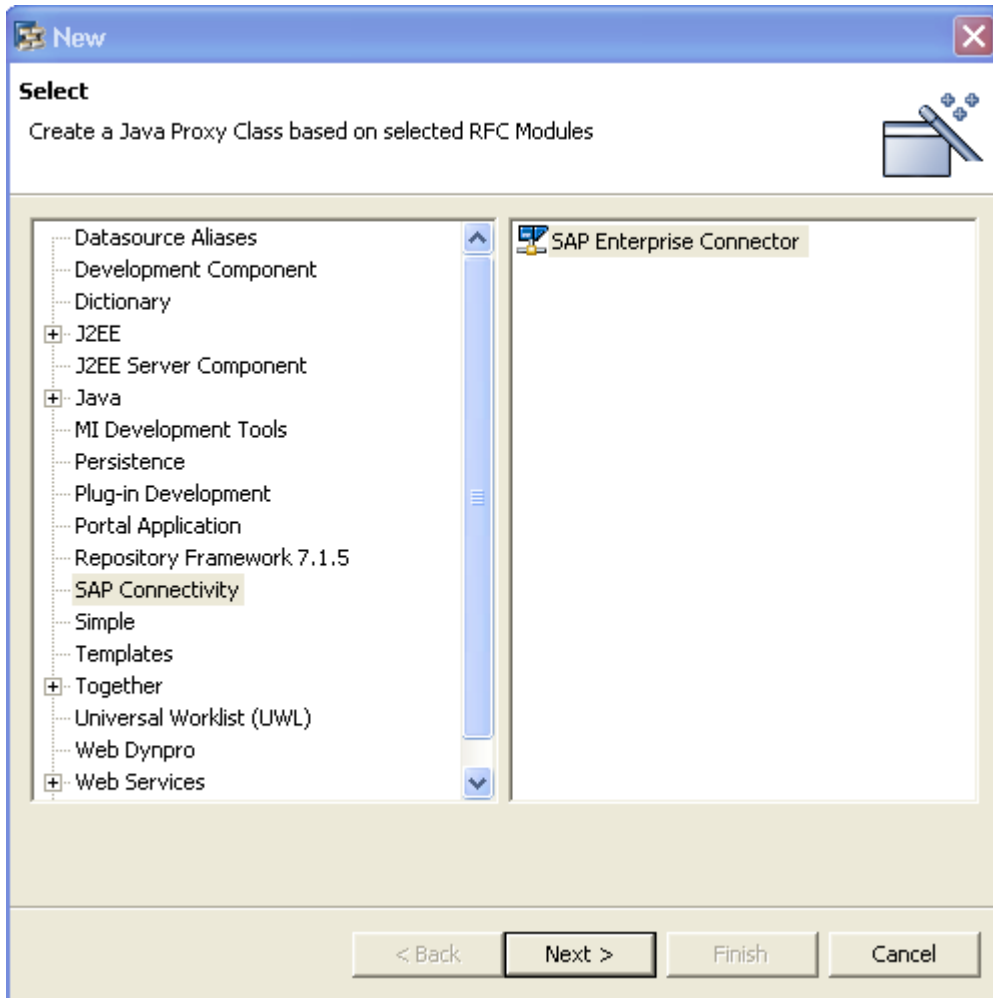 New
Select
Create a Java Proxy Class based on selected RFC Modules
Datasource Aliases
Development Component
Dictionary
J2EE
J2EE Server Component
Java
MI Development Tools
Persistence
Plug-in Development
Portal Application
Repository Framework 7.1.5
SAP Connectivity
Simple
Templates
Together
Universal Worklist (UWL)
Web Dynpro
Web Services
SAP Enterprise Connector
< Back
Next >
Finish
Cancel